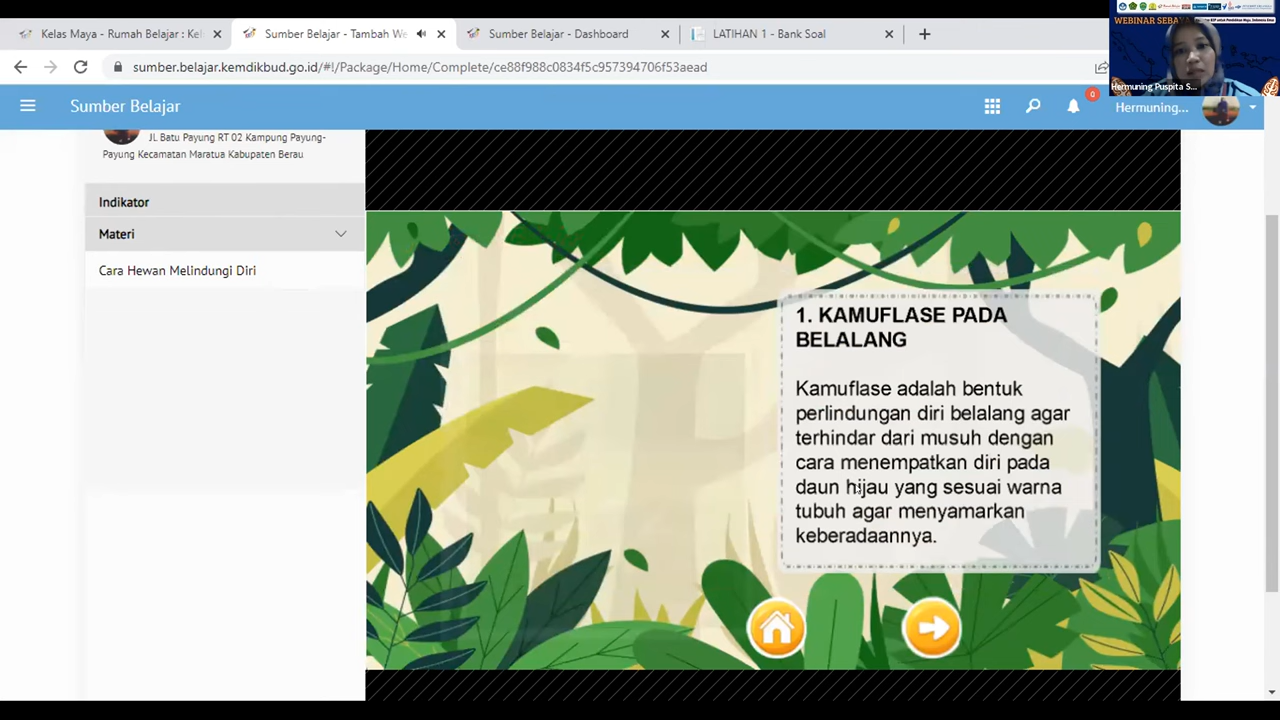 WEBINAR SEBAYA
Hermuning Puspita S...
Kelas Maya - Rumah Belajar : Kel
Sumber Belajar - Tambah We
Sumber Belajar - Dashboard
LATIHAN 1 - Bank Soal
sumber.belajar.kemdikbud.go.id/#!/Package/Home/Complete/ce88f988c0834f5c957394706f53aead
Sumber Belajar
0
Hermuning...
JL Batu Payung RT 02 Kampung Payung-
Payung Kecamatan Maratua Kabupaten Berau
Indikator
Materi
Cara Hewan Melindungi Diri
1. KAMUFLASE PADA
BELALANG
Kamuflase adalah bentuk
perlindungan diri belalang agar
terhindar dari musuh dengan
cara menempatkan diri pada
daun hijau yang sesuai warna
tubuh agar menyamarkan
keberadaannya.